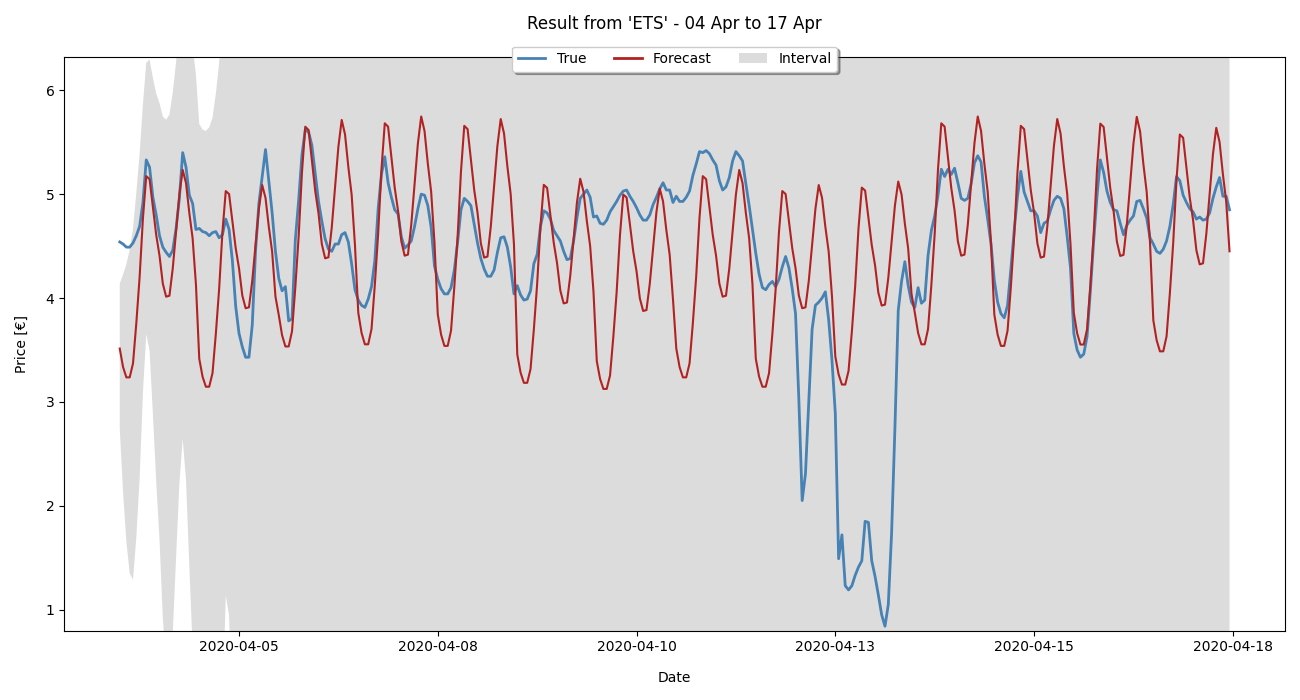 Result from 'ETS' - 04 Apr to 17 Apr
True Forecast Interval
Price [€]
6
5
4
3
2
1
2020-04-05 2020-04-08 2020-04-10 2020-04-13 2020-04-15 2020-04-18
Date